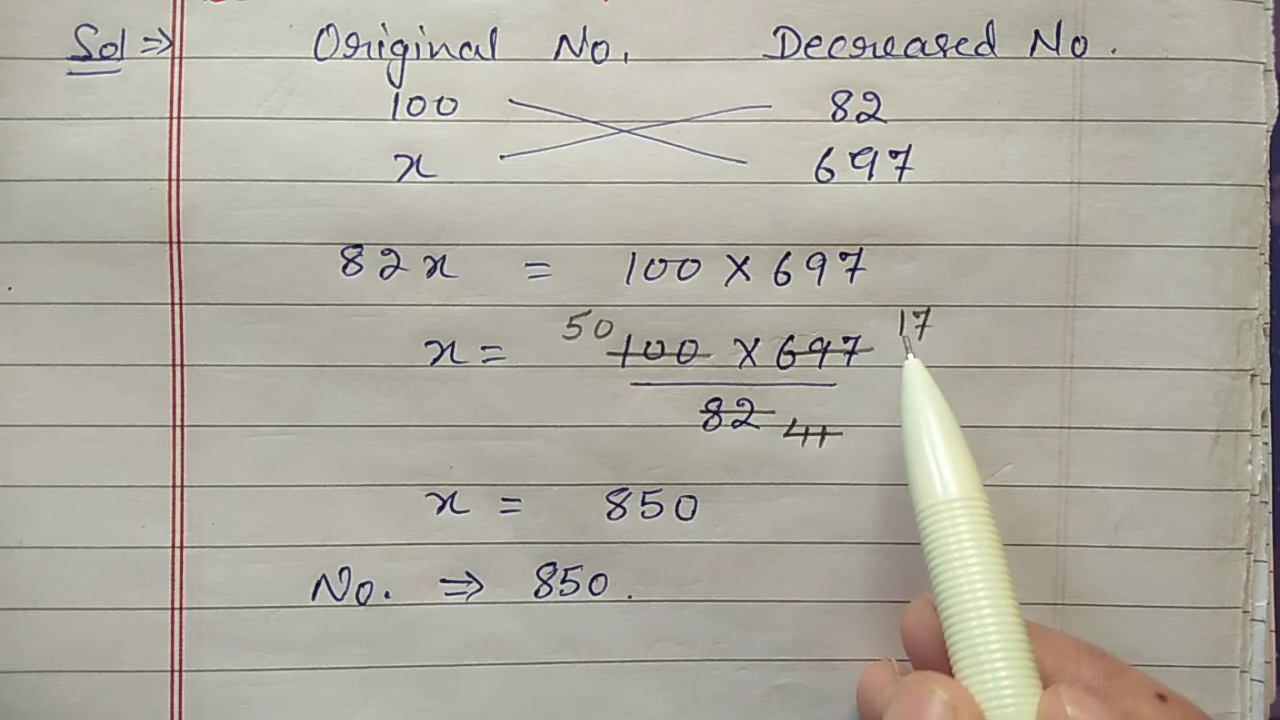 Sol ⇒ Original No. Decreased No.
100 82
x 697
82x = 100 × 697
x = 50 100 × 697 17
82 41
x = 850
No. ⇒ 850.